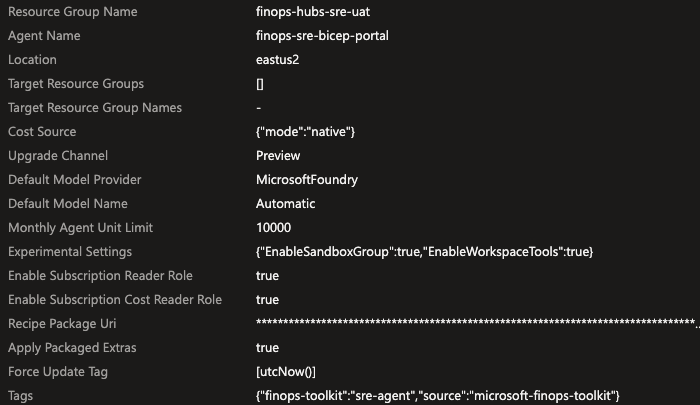 Resource Group Name finops-hubs-sre-uat
Agent Name finops-sre-bicep-portal
Location eastus2
Target Resource Groups []
Target Resource Group Names -
Cost Source {"mode":"native"}
Upgrade Channel Preview
Default Model Provider MicrosoftFoundry
Default Model Name Automatic
Monthly Agent Unit Limit 10000
Experimental Settings {"EnableSandboxGroup":true,"EnableWorkspaceTools":true}
Enable Subscription Reader Role true
Enable Subscription Cost Reader Role true
Recipe Package Uri *******************************************************************************...
Apply Packaged Extras true
Force Update Tag [utcNow()]
Tags {"finops-toolkit":"sre-agent","source":"microsoft-finops-toolkit"}